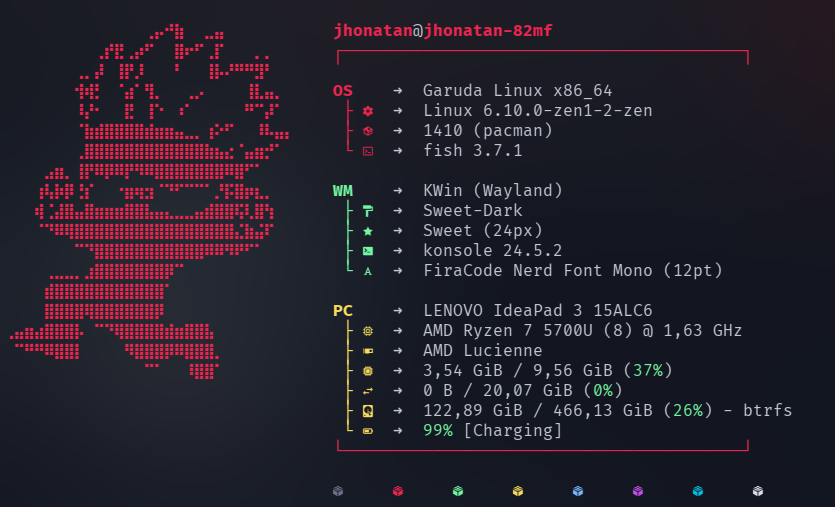 jhonatan@jhonatan-82mf
OS ➜ Garuda Linux x86_64
➜ Linux 6.10.0-zen1-2-zen
➜ 1410 (pacman)
➜ fish 3.7.1
WM ➜ KWin (Wayland)
➜ Sweet-Dark
➜ Sweet (24px)
➜ konsole 24.5.2
➜ FiraCode Nerd Font Mono (12pt)
PC ➜ LENOVO IdeaPad 3 15ALC6
➜ AMD Ryzen 7 5700U (8) @ 1,63 GHz
➜ AMD Lucienne
➜ 3,54 GiB / 9,56 GiB (37%)
➜ 0 B / 20,07 GiB (0%)
➜ 122,89 GiB / 466,13 GiB (26%) - btrfs
➜ 99% [Charging]